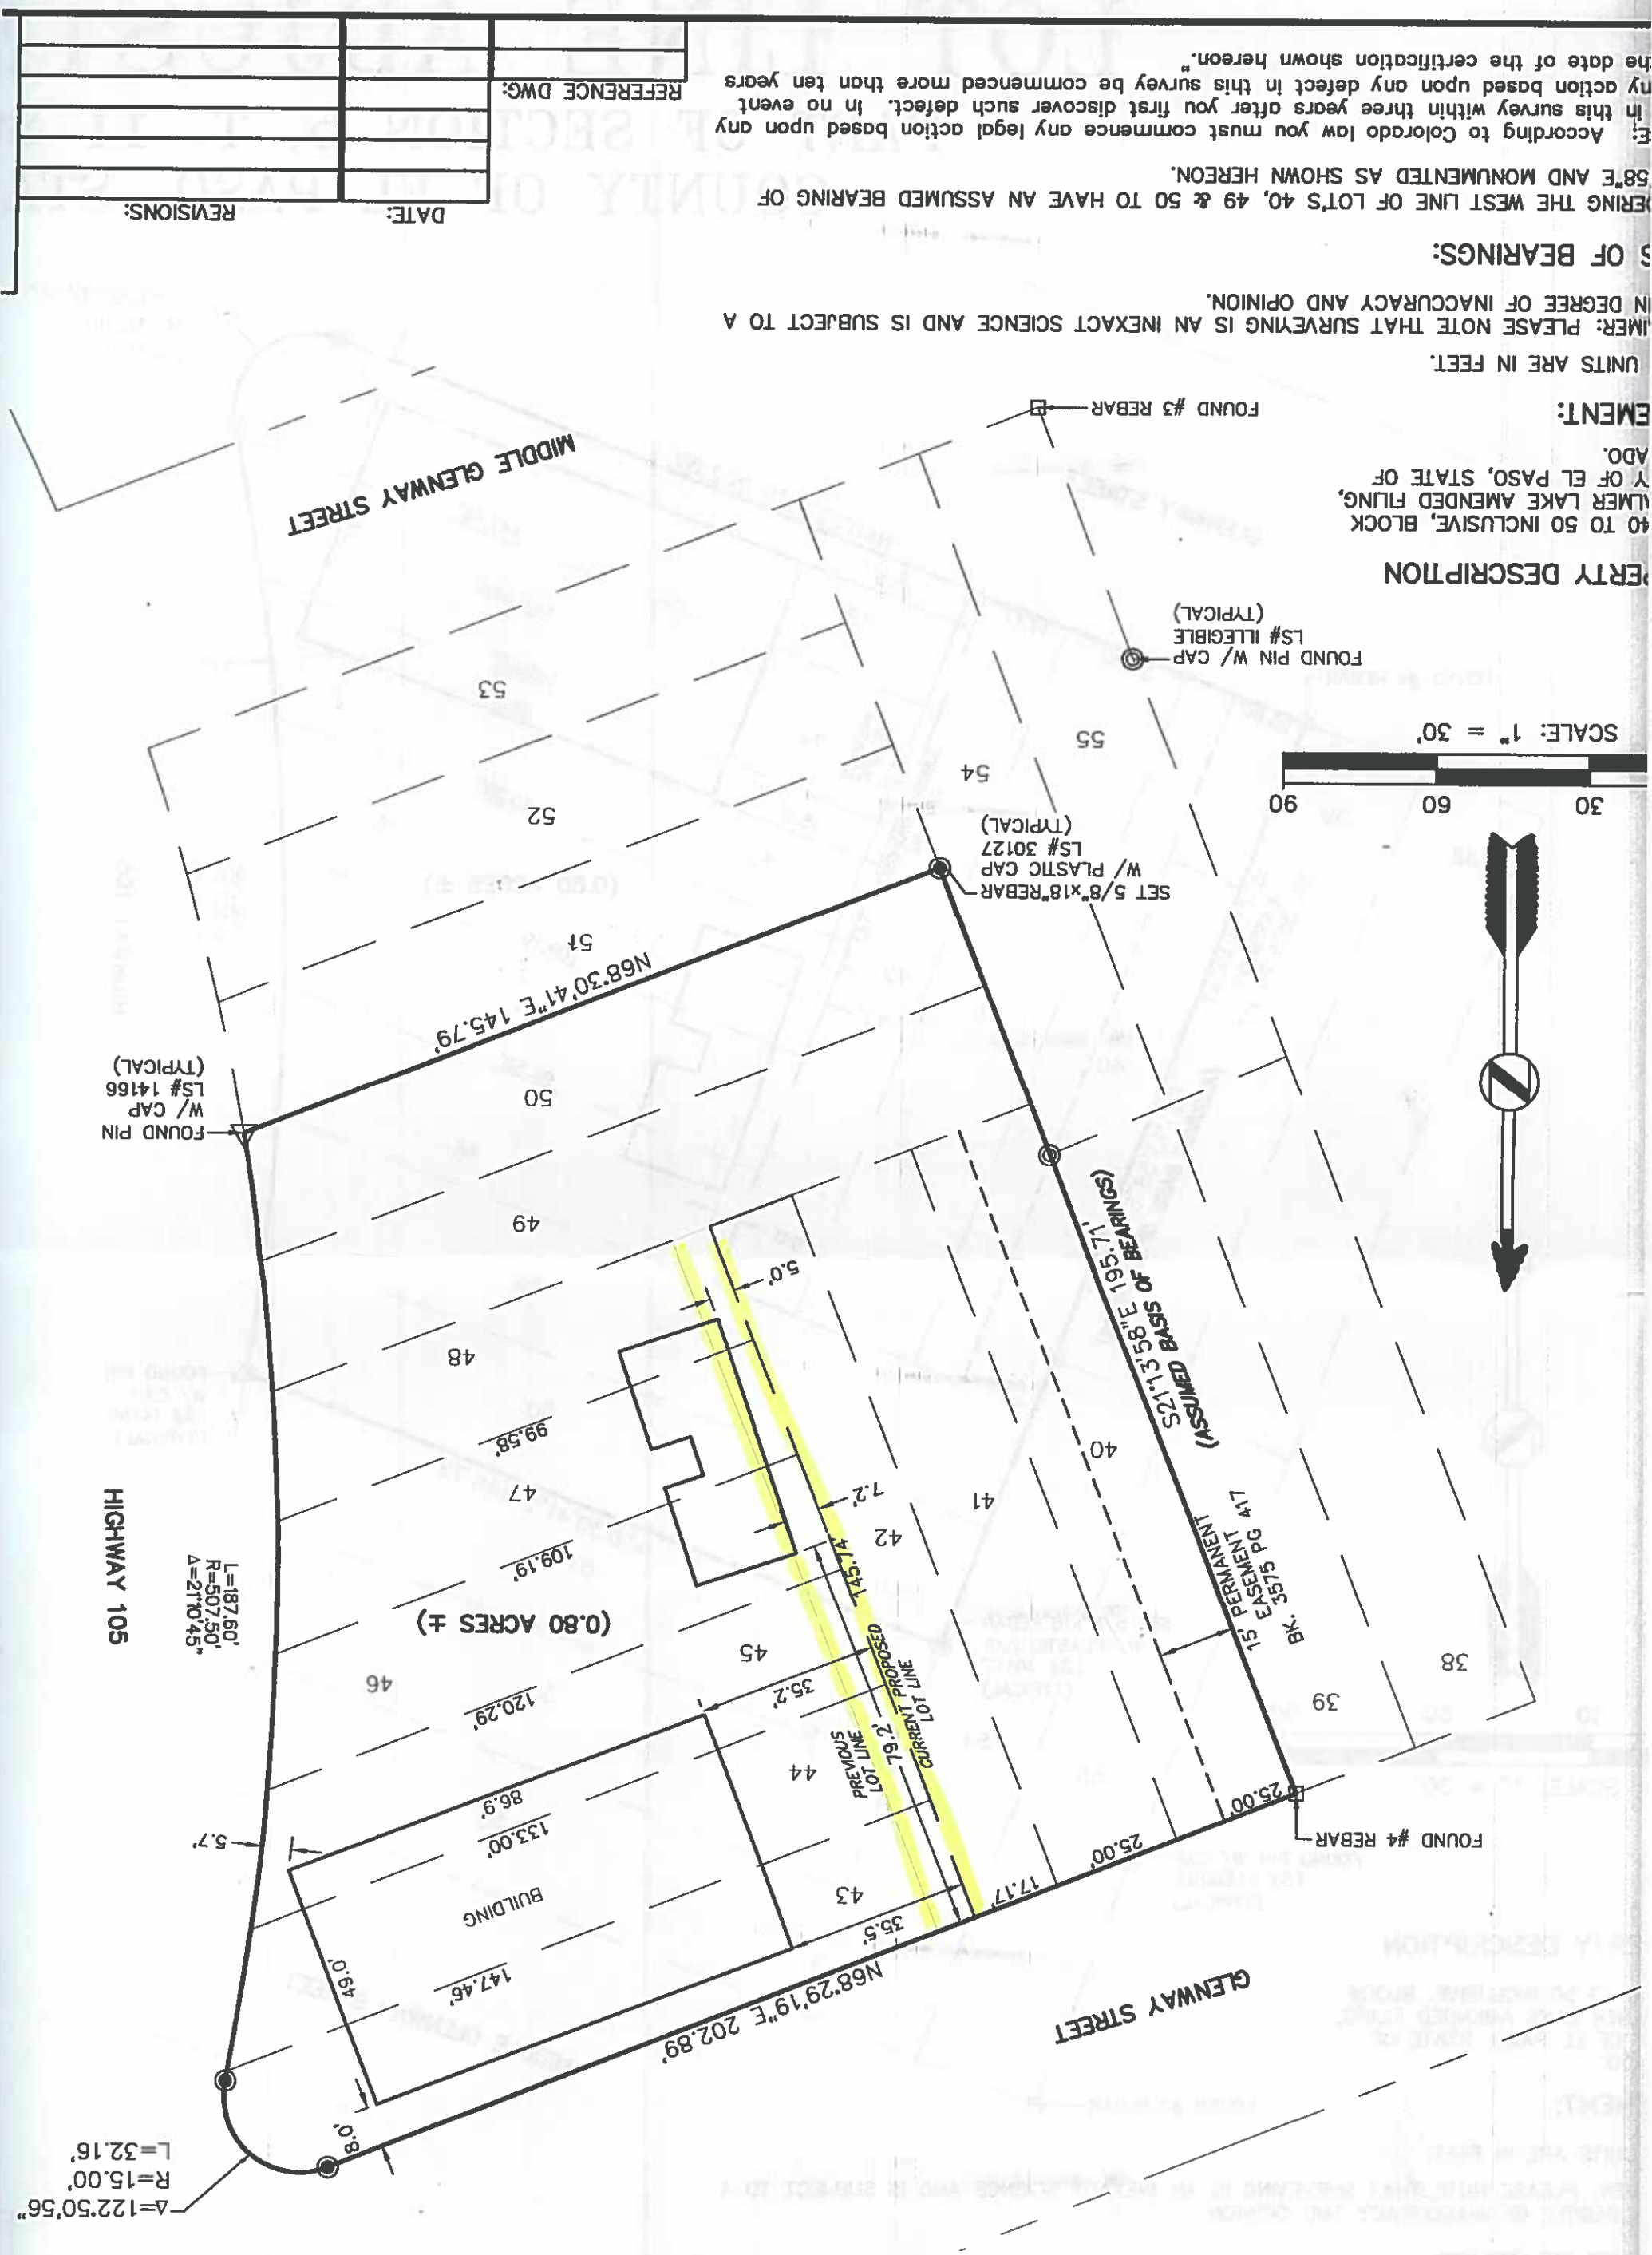 PERTY DESCRIPTION
40 TO 50 INCLUSIVE, BLOCK
LMER LAKE AMENDED FILING,
Y OF EL PASO, STATE OF
ADO.
EMENT:
UNITS ARE IN FEET.
IMER: PLEASE NOTE THAT SURVEYING IS AN INEXACT SCIENCE AND IS SUBJECT TO A
IN DEGREE OF INACCURACY AND OPINION.
S OF BEARINGS:
ERING THE WEST LINE OF LOT'S 40, 49 & 50 TO HAVE AN ASSUMED BEARING OF
58"E AND MONUMENTED AS SHOWN HEREON.
E: According to Colorado law you must commence any legal action based upon any
in this survey within three years after you first discover such defect. In no event
ny action based upon any defect in this survey be commenced more than ten years
he date of the certification shown hereon."
REFERENCE DWG:
DATE:
REVISIONS:
Δ=122°50'56"
R=15.00'
L=32.16'
8.0'
GLENWAY STREET
N68°29'19"E 202.89'
49.0'
147.46'
BUILDING
133.00'
86.9'
5.7'
35.5'
43
17.17'
25.00'
25.00'
FOUND #4 REBAR
44
PREVIOUS
LOT LINE
79.2'
CURRENT PROPOSED
LOT LINE
35.2'
45
120.29'
46
(0.80 ACRES ±)
109.19'
47
99.58'
48
145.74'
42
7.2'
41
40
5.0'
15' PERMANENT
EASEMENT
BK. 3575 PG 417
39
38
S21°13'58"E 195.71'
(ASSUMED BASIS OF BEARINGS)
L=187.60'
R=507.50'
Δ=21°10'45"
HIGHWAY 105
49
50
FOUND PIN
W/ CAP
LS# 14166
(TYPICAL)
N68°30'41"E 145.79'
51
52
53
54
55
SET 5/8"x18"REBAR
W/ PLASTIC CAP
LS# 30127
(TYPICAL)
30
60
90
SCALE: 1" = 30'
FOUND PIN W/ CAP
LS# ILLEGIBLE
(TYPICAL)
MIDDLE GLENWAY STREET
FOUND #3 REBAR